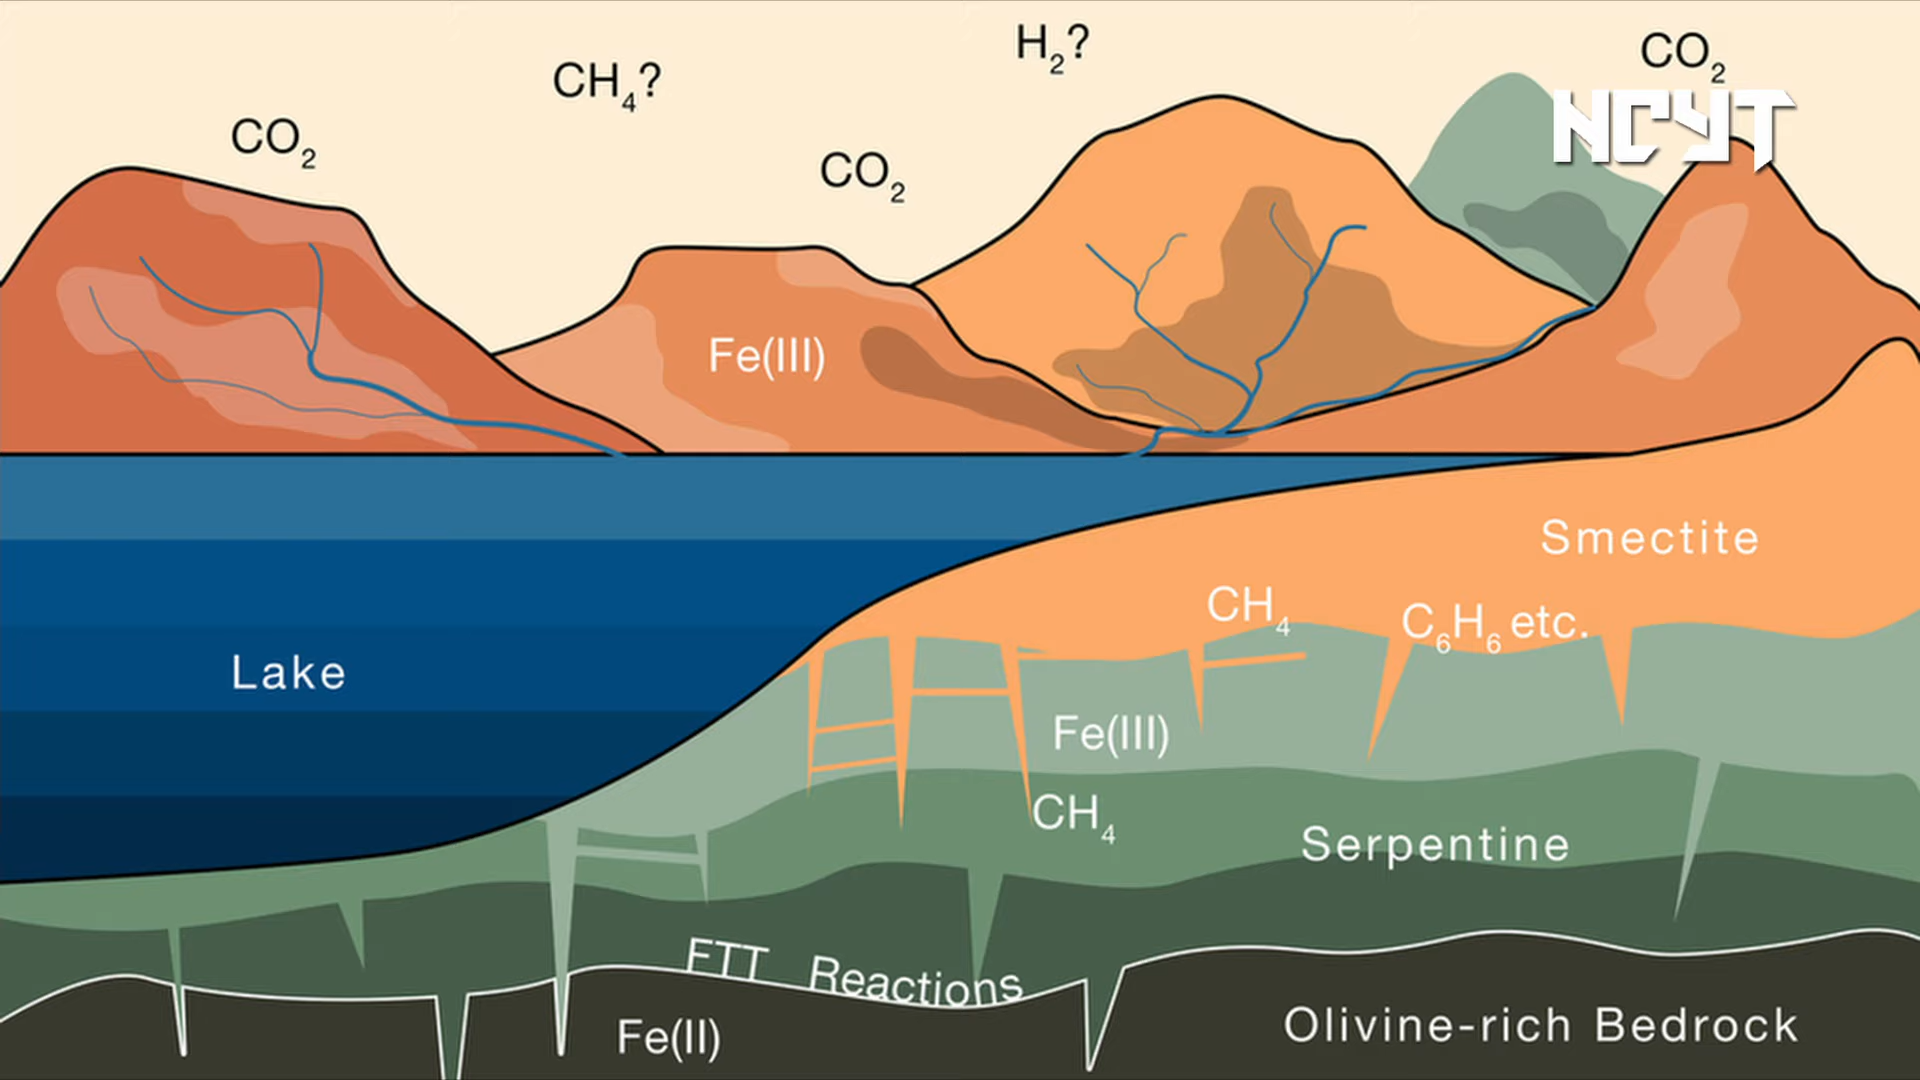 H₂?
CO₂
CH₄?
NCYT
CO₂
CO₂
Fe(III)
Smectite
CH₄
C₆H₆ etc.
Lake
Fe(III)
CH₄
Serpentine
FTT Reactions
Fe(II)
Olivine-rich Bedrock